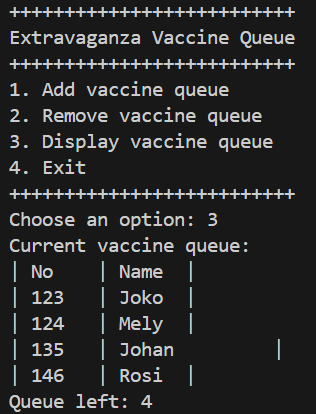 ++++++++++++++++++++++++++
Extravaganza Vaccine Queue
++++++++++++++++++++++++++
1. Add vaccine queue
2. Remove vaccine queue
3. Display vaccine queue
4. Exit
++++++++++++++++++++++++++
Choose an option: 3
Current vaccine queue:
| No    | Name  |
| 123   | Joko  |
| 124   | Mely  |
| 135   | Johan         |
| 146   | Rosi  |
Queue left: 4